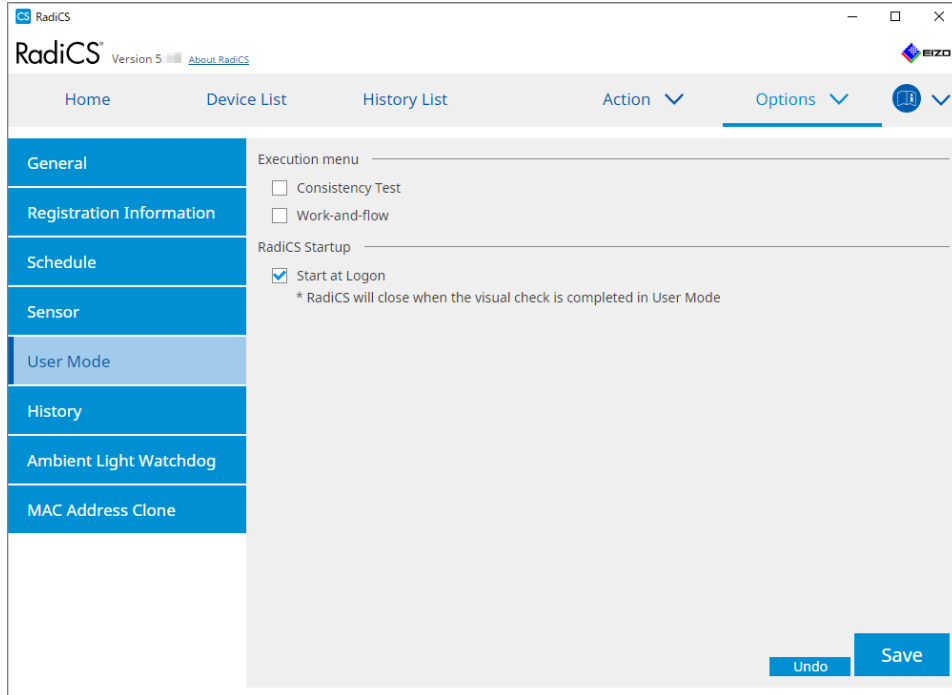 CS RadiCS
RadiCS® Version 5 About RadiCS
EIZO
Home Device List History List Action Options
General
Registration Information
Schedule
Sensor
User Mode
History
Ambient Light Watchdog
MAC Address Clone
Execution menu
Consistency Test
Work-and-flow
RadiCS Startup
Start at Logon
* RadiCS will close when the visual check is completed in User Mode
Undo Save